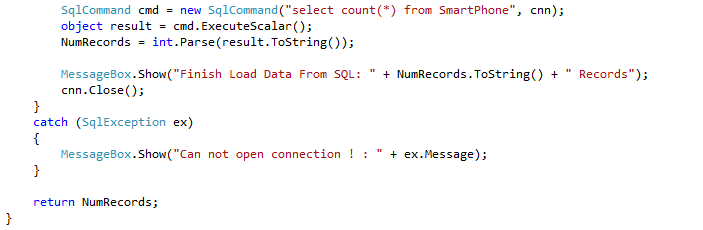 SqlCommand cmd = new SqlCommand("select count(*) from SmartPhone", cnn);
object result = cmd.ExecuteScalar();
NumRecords = int.Parse(result.ToString());
MessageBox.Show("Finish Load Data From SQL: " + NumRecords.ToString() + " Records");
cnn.Close();
}
catch (SqlException ex)
{
MessageBox.Show("Can not open connection ! : " + ex.Message);
}
return NumRecords;
}